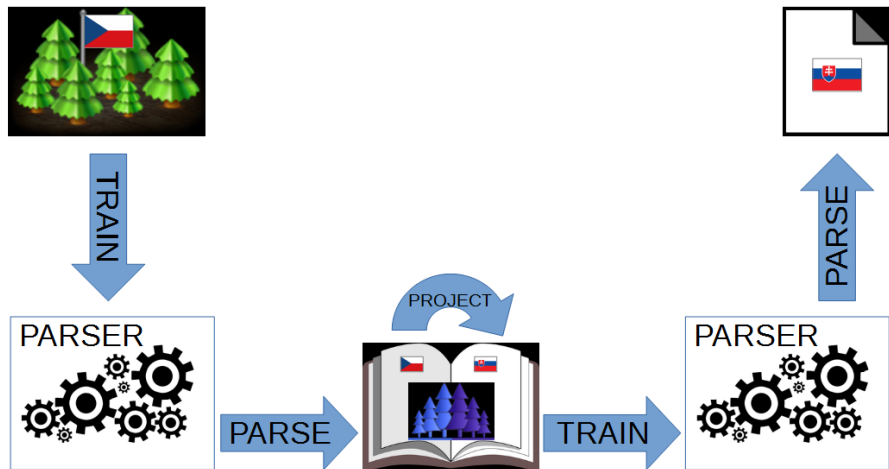 TRAIN
PARSER
PARSE
PROJECT
TRAIN
PARSER
PARSE